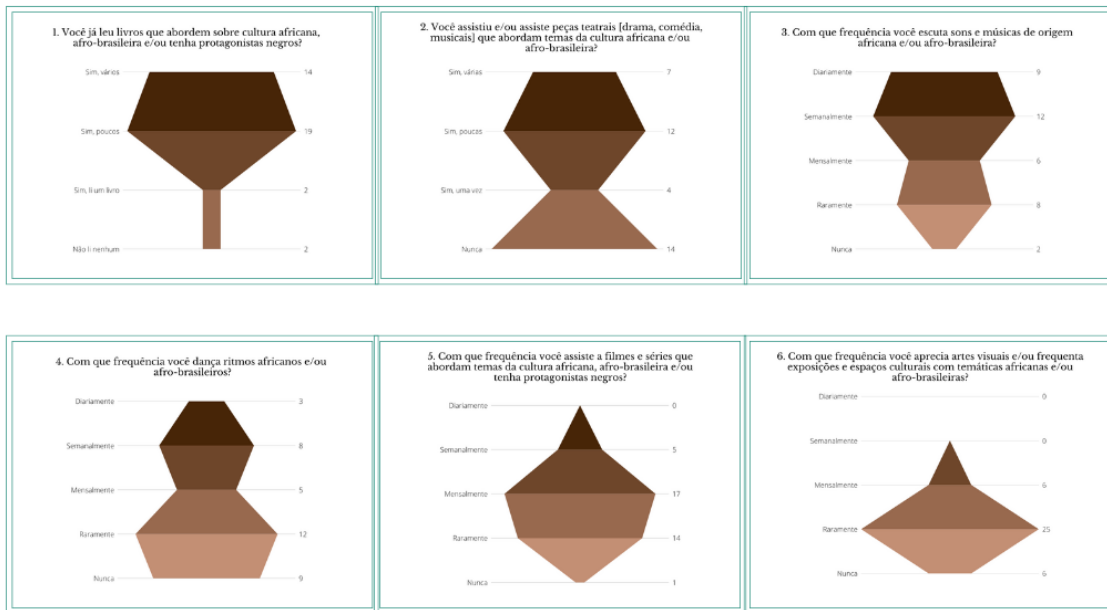 1. Você já leu livros que abordem sobre cultura africana,
afro-brasileira e/ou tenha protagonistas negros?
Sim, vários 14
Sim, poucos 19
Sim, li um livro 2
Não li nenhum 2
2. Você assistiu e/ou assiste peças teatrais [drama, comédia,
musicais] que abordam temas da cultura africana e/ou
afro-brasileira?
Sim, várias 7
Sim, poucos 12
Sim, uma vez 4
Nunca 14
3. Com que frequência você escuta sons e músicas de origem
africana e/ou afro-brasileira?
Diariamente 9
Semanalmente 12
Mensalmente 6
Raramente 8
Nunca 2
4. Com que frequência você dança ritmos africanos e/ou
afro-brasileiros?
Diariamente 3
Semanalmente 8
Mensalmente 5
Raramente 12
Nunca 9
5. Com que frequência você assiste a filmes e séries que
abordam temas da cultura africana, afro-brasileira e/ou
tenha protagonistas negros?
Diariamente 0
Semanalmente 5
Mensalmente 17
Raramente 14
Nunca 1
6. Com que frequência você aprecia artes visuais e/ou frequenta
exposições e espaços culturais com temáticas africanas e/ou
afro-brasileiras?
Diariamente 0
Semanalmente 0
Mensalmente 6
Raramente 25
Nunca 6